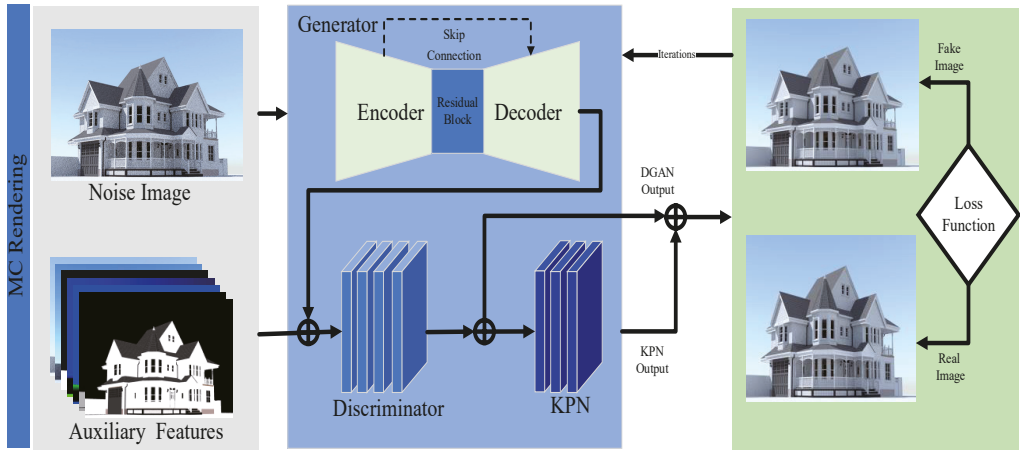 MC Rendering
Noise Image
Auxiliary Features
Generator
Skip
Connection
Encoder
Residual
Block
Decoder
Discriminator
KPN
DGAN
Output
KPN
Output
Iterations
Fake
Image
Loss
Function
Real
Image